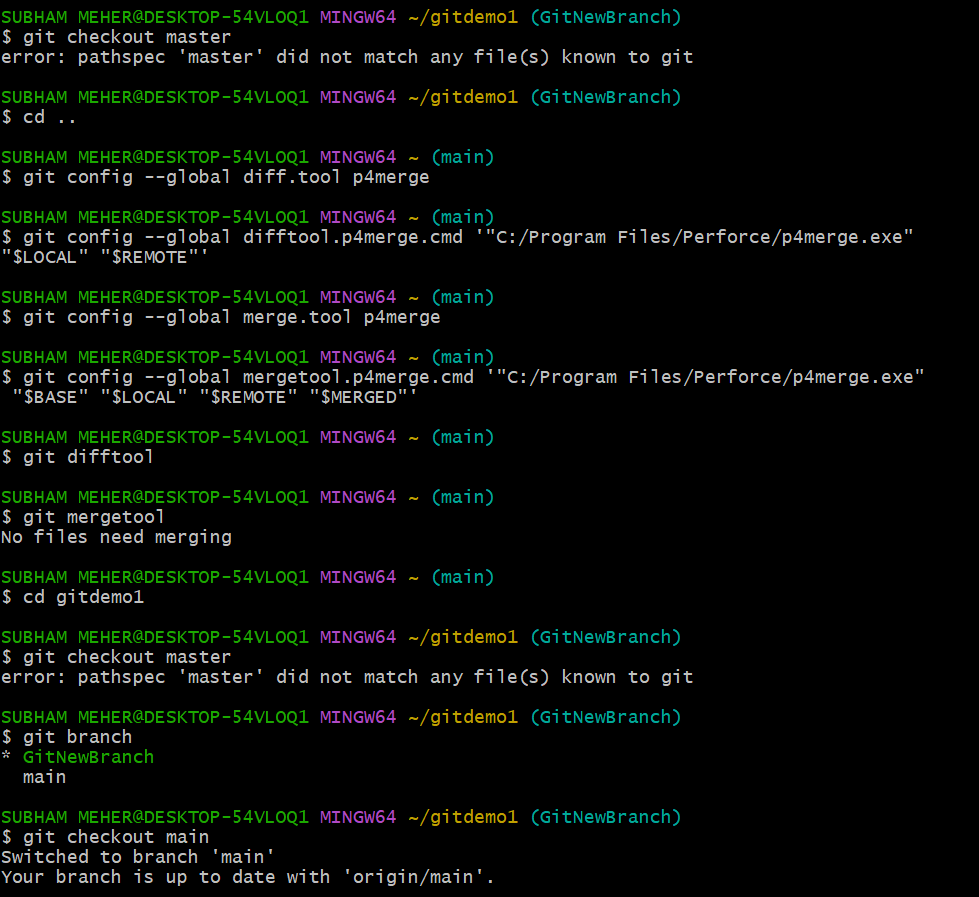 SUBHAM MEHER@DESKTOP-54VLOQ1 MINGW64 ~/gitdemo1 (GitNewBranch)
$ git checkout master
error: pathspec 'master' did not match any file(s) known to git
SUBHAM MEHER@DESKTOP-54VLOQ1 MINGW64 ~/gitdemo1 (GitNewBranch)
$ cd ..
SUBHAM MEHER@DESKTOP-54VLOQ1 MINGW64 ~ (main)
$ git config --global diff.tool p4merge
SUBHAM MEHER@DESKTOP-54VLOQ1 MINGW64 ~ (main)
$ git config --global difftool.p4merge.cmd '"C:/Program Files/Perforce/p4merge.exe"
"$LOCAL" "$REMOTE"'
SUBHAM MEHER@DESKTOP-54VLOQ1 MINGW64 ~ (main)
$ git config --global merge.tool p4merge
SUBHAM MEHER@DESKTOP-54VLOQ1 MINGW64 ~ (main)
$ git config --global mergetool.p4merge.cmd '"C:/Program Files/Perforce/p4merge.exe"
"$BASE" "$LOCAL" "$REMOTE" "$MERGED"'
SUBHAM MEHER@DESKTOP-54VLOQ1 MINGW64 ~ (main)
$ git difftool
SUBHAM MEHER@DESKTOP-54VLOQ1 MINGW64 ~ (main)
$ git mergetool
No files need merging
SUBHAM MEHER@DESKTOP-54VLOQ1 MINGW64 ~ (main)
$ cd gitdemo1
SUBHAM MEHER@DESKTOP-54VLOQ1 MINGW64 ~/gitdemo1 (GitNewBranch)
$ git checkout master
error: pathspec 'master' did not match any file(s) known to git
SUBHAM MEHER@DESKTOP-54VLOQ1 MINGW64 ~/gitdemo1 (GitNewBranch)
$ git branch
* GitNewBranch
main
SUBHAM MEHER@DESKTOP-54VLOQ1 MINGW64 ~/gitdemo1 (GitNewBranch)
$ git checkout main
Switched to branch 'main'
Your branch is up to date with 'origin/main'.